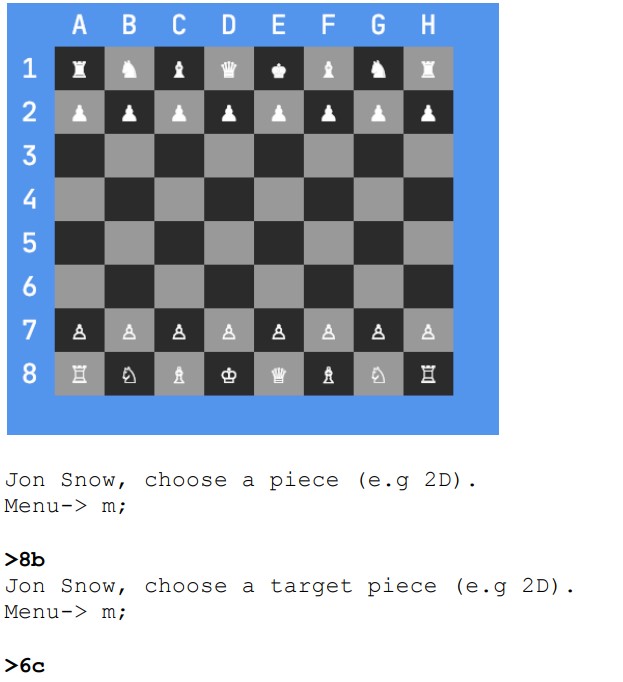 A B C D E F G H
1
2
3
4
5
6
7
8
Jon Snow, choose a piece (e.g 2D).
Menu-> m;
>8b
Jon Snow, choose a target piece (e.g 2D).
Menu-> m;
>6c